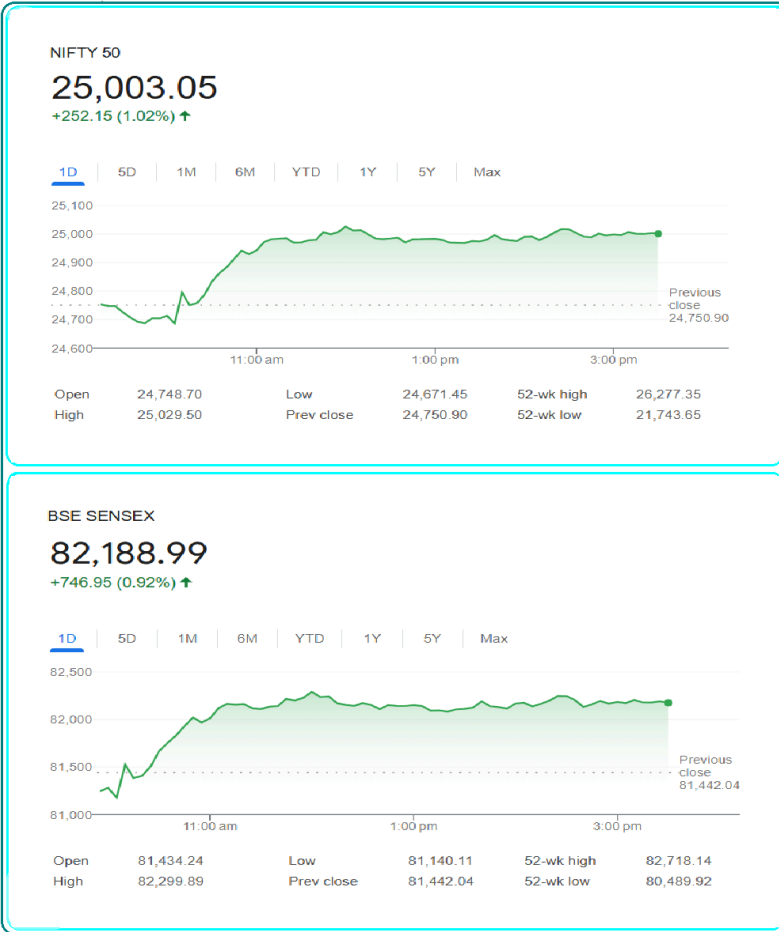 NIFTY 50
25,003.05
+252.15 (1.02%) ↑
1D 5D 1M 6M YTD 1Y 5Y Max
25,100
25,000
24,900
24,800
24,700
24,600
Previous
close
24,750.90
11:00 am 1:00 pm 3:00 pm
Open 24,748.70 Low 24,671.45 52-wk high 26,277.35
High 25,029.50 Prev close 24,750.90 52-wk low 21,743.65
BSE SENSEX
82,188.99
+746.95 (0.92%) ↑
1D 5D 1M 6M YTD 1Y 5Y Max
82,500
82,000
81,500
81,000
Previous
close
81,442.04
11:00 am 1:00 pm 3:00 pm
Open 81,434.24 Low 81,140.11 52-wk high 82,718.14
High 82,299.89 Prev close 81,442.04 52-wk low 80,489.92